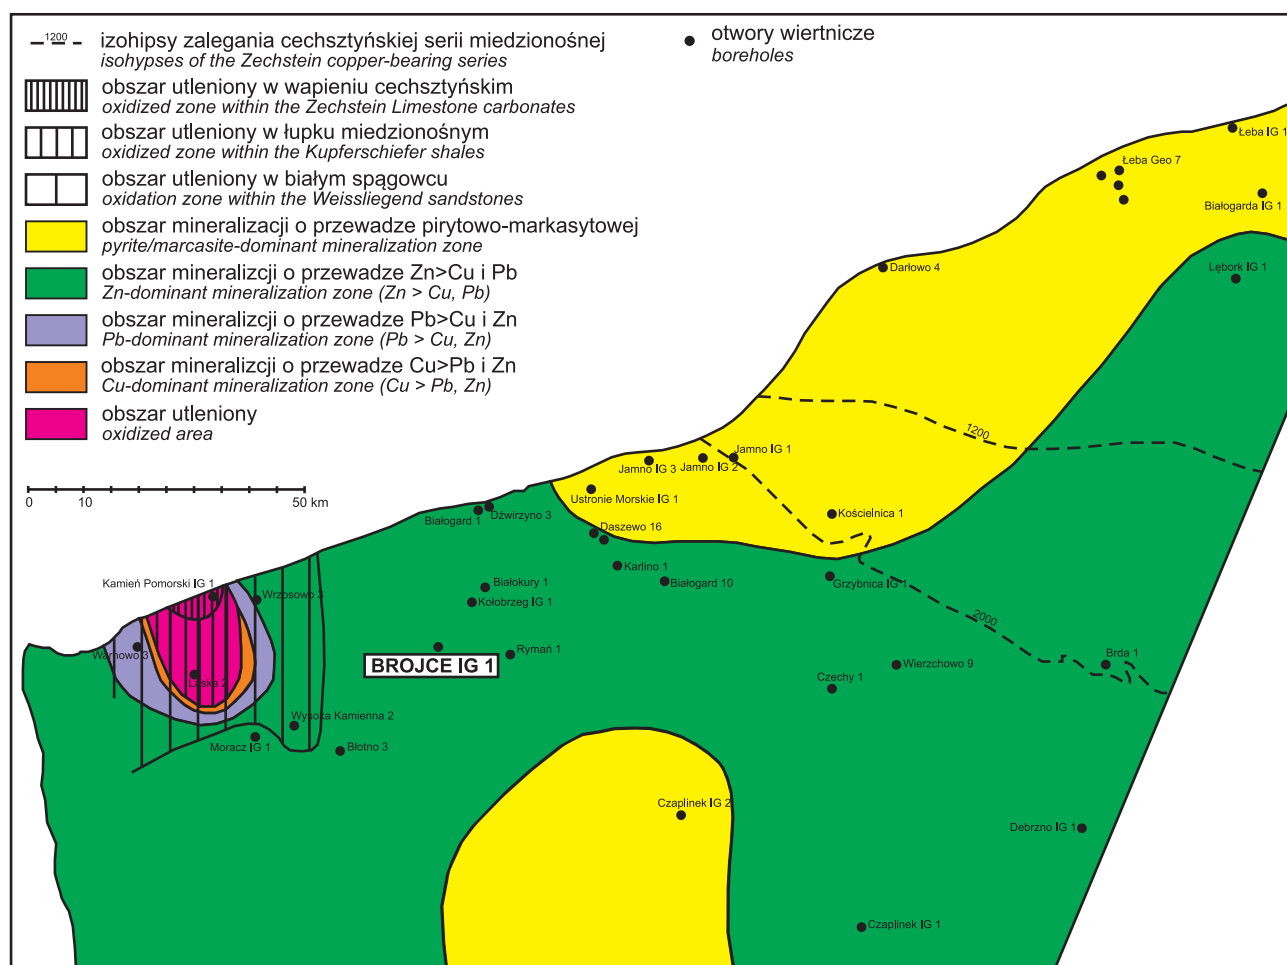 1200
izohipsy zalegania cechsztyńskiej serii miedzionośnej
isohypses of the Zechstein copper-bearing series
otwory wiertnicze
boreholes
obszar utleniony w wapieniu cechsztyńskim
oxidized zone within the Zechstein Limestone carbonates
obszar utleniony w łupku miedzionośnym
oxidized zone within the Kupferschiefer shales
obszar utleniony w białym spągowcu
oxidation zone within the Weissliegend sandstones
obszar mineralizacji o przewadze pirytowo-markasytowej
pyrite/marcasite-dominant mineralization zone
obszar mineralizcji o przewadze Zn>Cu i Pb
Zn-dominant mineralization zone (Zn > Cu, Pb)
obszar mineralizcji o przewadze Pb>Cu i Zn
Pb-dominant mineralization zone (Pb > Cu, Zn)
obszar mineralizcji o przewadze Cu>Pb i Zn
Cu-dominant mineralization zone (Cu > Pb, Zn)
obszar utleniony
oxidized area
0 10 50 km
Łeba IG 1
Łeba Geo 7
Białogarda IG 1
Lębork IG 1
Darłowo 4
1200
Jamno IG 1
Jamno IG 2
Jamno IG 3
Ustronie Morskie IG 1
Kościelnica 1
Dźwirzyno 3
Białogard 1
Daszewo 16
Karlino 1
Białogard 10
Grzybnica IG 1
Kamień Pomorski IG 1
Wrzosowo 3
Białokury 1
Kołobrzeg IG 1
2000
Warnowo 3
Laska 2
BROJCE IG 1
Rymań 1
Wierzchowo 9
Brda 1
Czechy 1
Wysoka Kamienna 2
Moracz IG 1
Błotno 3
Czaplinek IG 2
Debrzno IG 1
Czaplinek IG 1